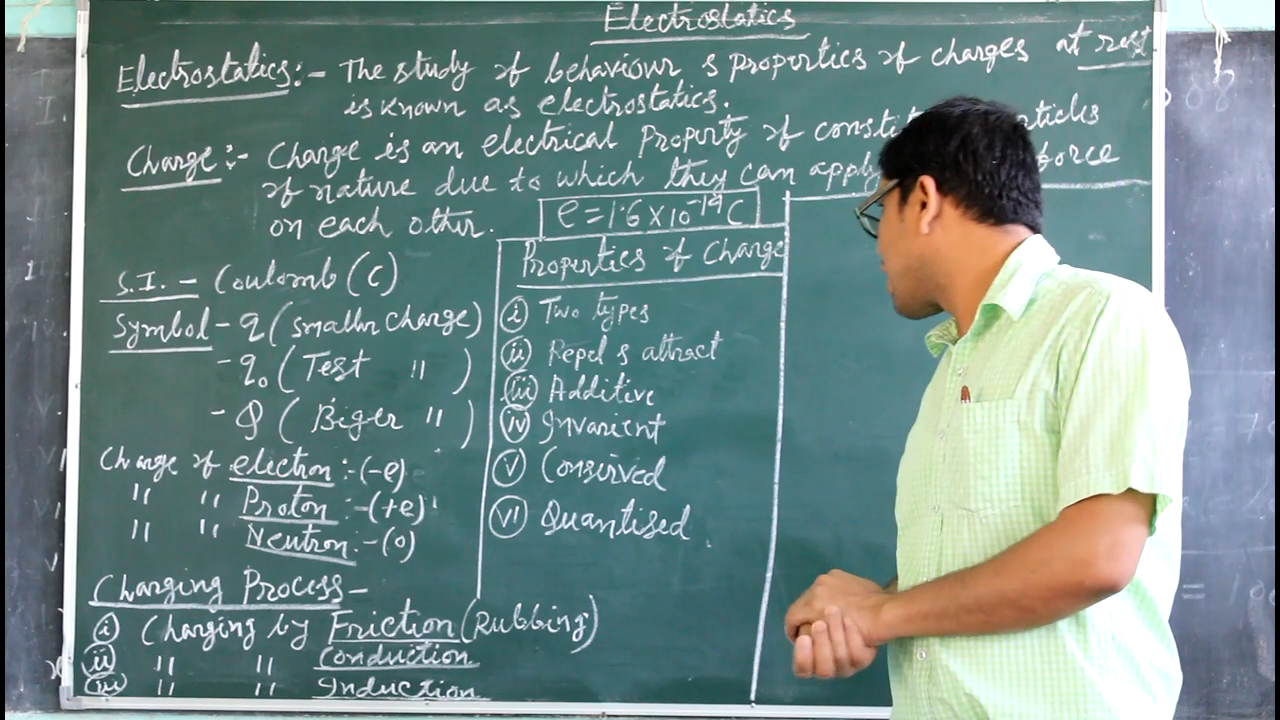 Electrostatics
Electrostatics:- The study of behaviour & properties of charges at rest
is known as electrostatics.
Charge:- Charge is an electrical Property of
of nature due to which they can apply force
on each other.
e = 1.6 × 10⁻¹⁹ C
S.I. - Coulomb (C)
Symbol - q (smaller charge)
- q₀ (Test " )
- Q ( Biger " )
Charge of electron :- (-e)
" " Proton :- (+e)
" " Neutron :- (0)
Charging Process -
(i) Charging by Friction (Rubbing)
(ii) " " Conduction
(iii) " " Induction
Properties of Charge
(i) Two types
(ii) Repel & attract
(iii) Additive
(iv) Invarient
(v) Conserved
(vi) Quantised